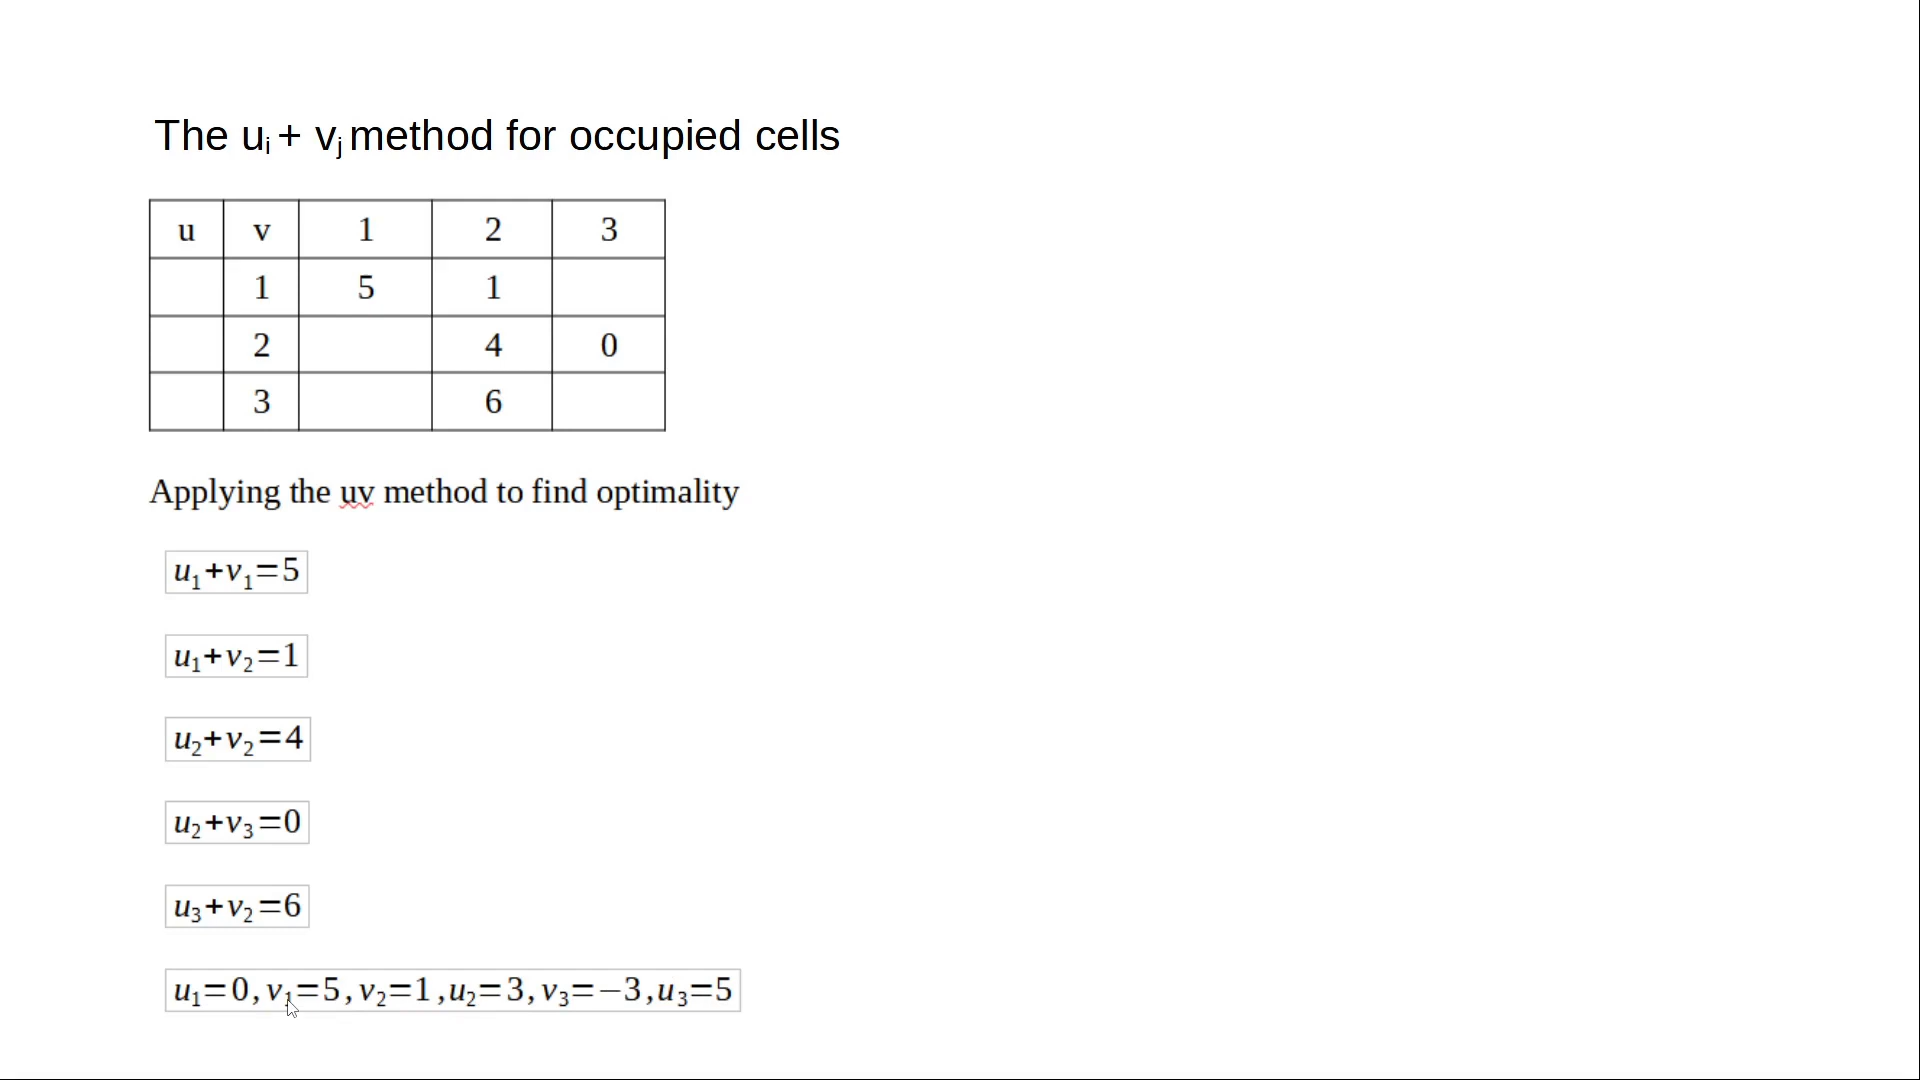 The uᵢ + vⱼ method for occupied cells
u v 1 2 3
1 5 1
2 4 0
3 6
Applying the uv method to find optimality
u₁+v₁=5
u₁+v₂=1
u₂+v₂=4
u₂+v₃=0
u₃+v₂=6
u₁=0,v₁=5,v₂=1,u₂=3,v₃=−3,u₃=5